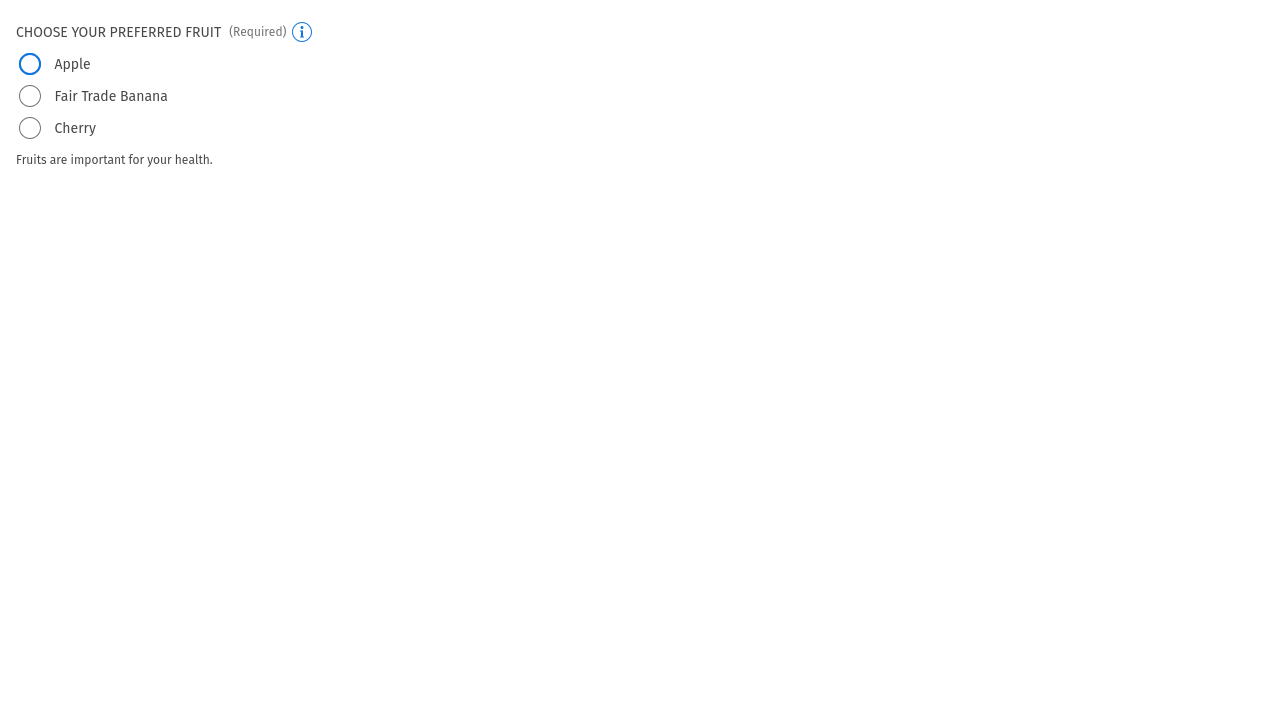 CHOOSE YOUR PREFERRED FRUIT (Required)
Apple
Fair Trade Banana
Cherry
Fruits are important for your health.